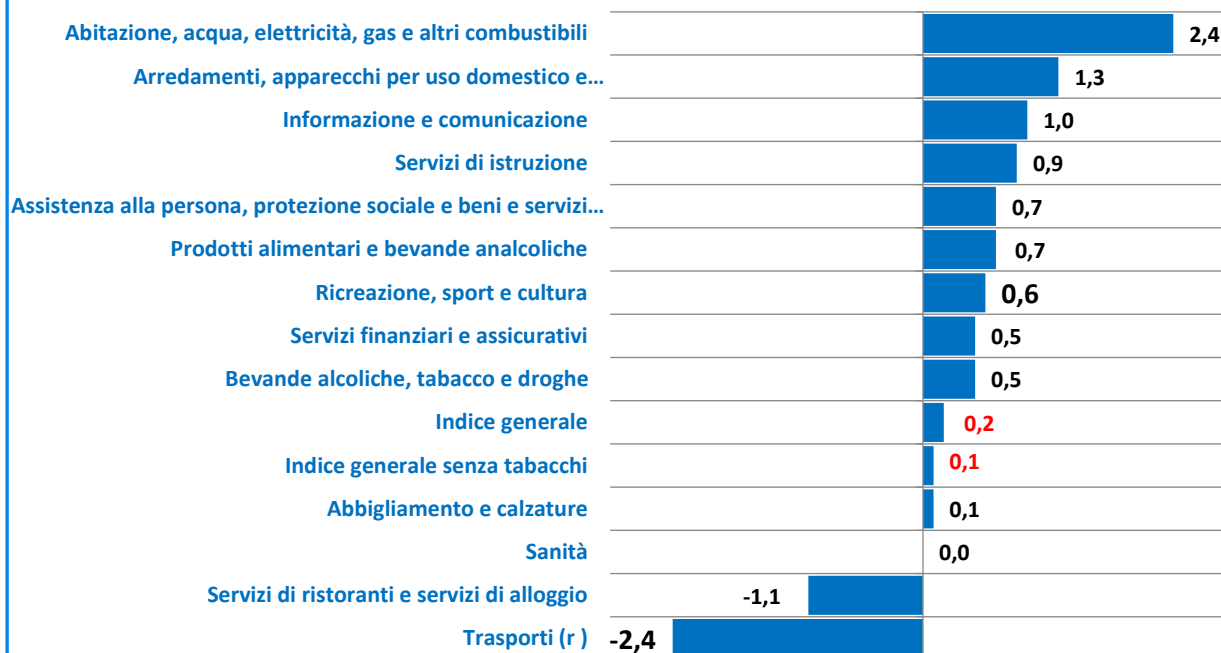 Abitazione, acqua, elettricità, gas e altri combustibili 2,4
Arredamenti, apparecchi per uso domestico e... 1,3
Informazione e comunicazione 1,0
Servizi di istruzione 0,9
Assistenza alla persona, protezione sociale e beni e servizi... 0,7
Prodotti alimentari e bevande analcoliche 0,7
Ricreazione, sport e cultura 0,6
Servizi finanziari e assicurativi 0,5
Bevande alcoliche, tabacco e droghe 0,5
Indice generale 0,2
Indice generale senza tabacchi 0,1
Abbigliamento e calzature 0,1
Sanità 0,0
Servizi di ristoranti e servizi di alloggio -1,1
Trasporti (r ) -2,4